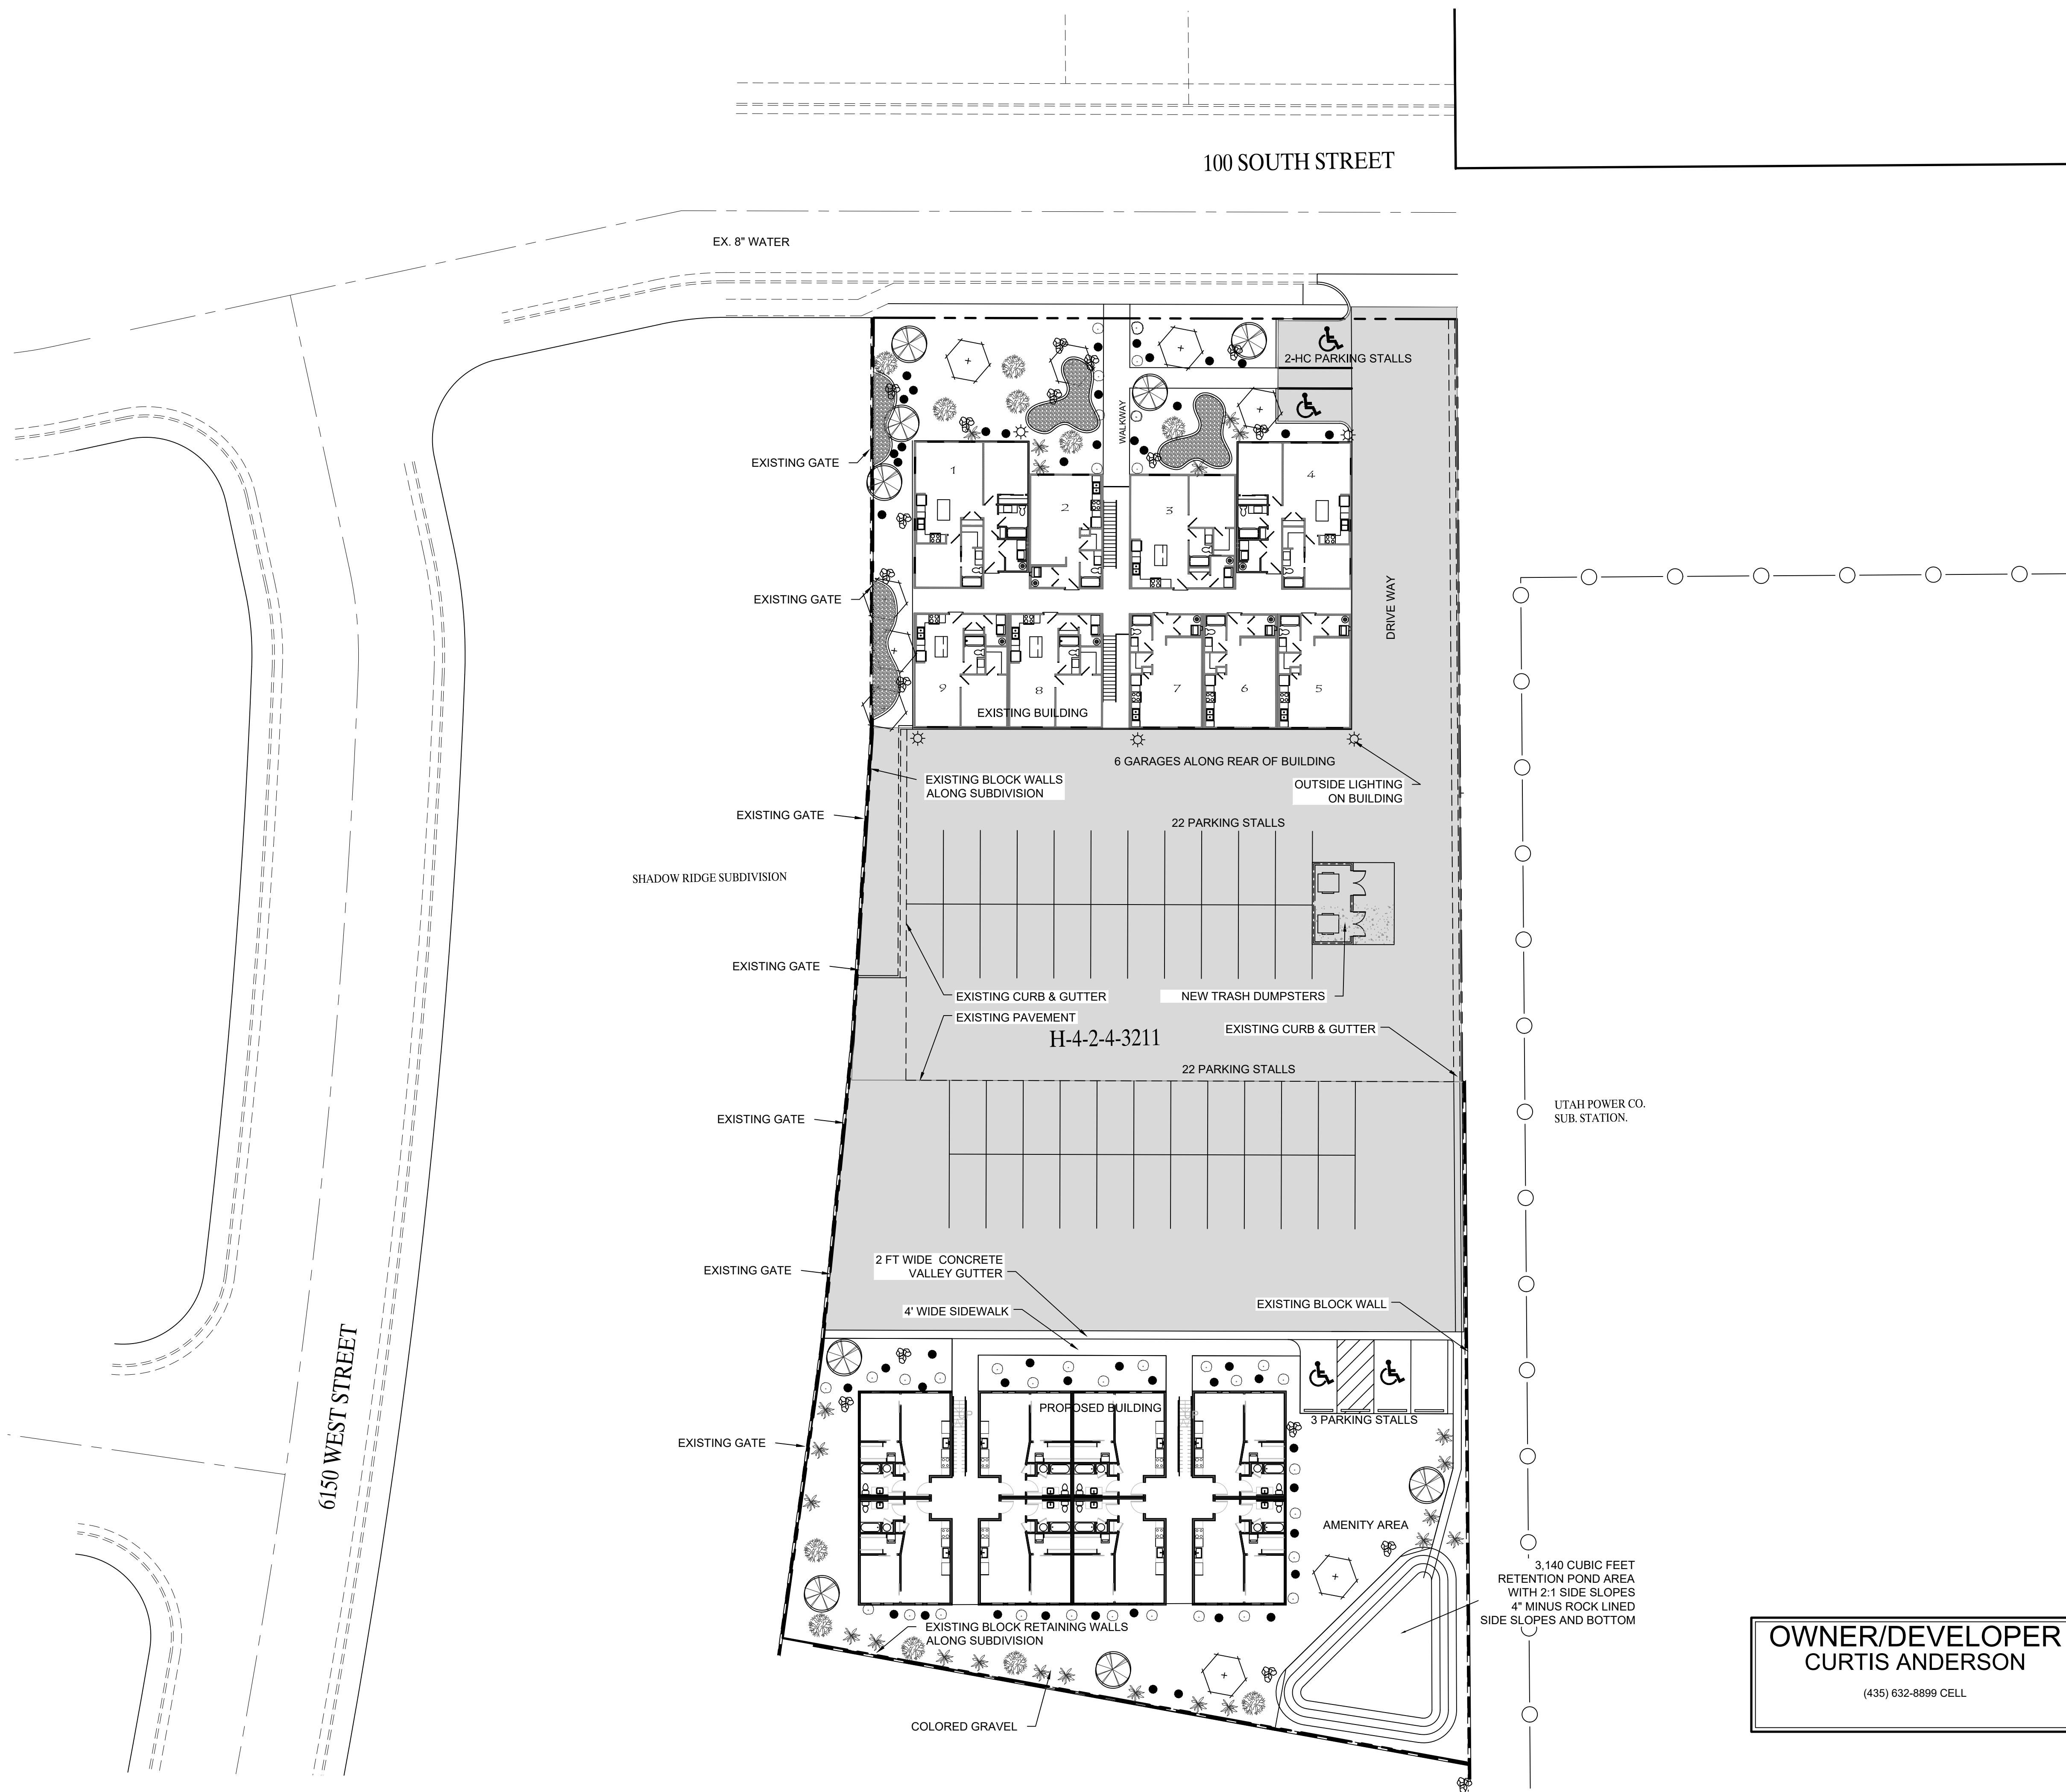 100 SOUTH STREET
EX. 8" WATER
2-HC PARKING STALLS
WALKWAY
EXISTING GATE
1
4
2
3
EXISTING GATE
DRIVE WAY
9
8
7
6
5
EXISTING BUILDING
6 GARAGES ALONG REAR OF BUILDING
EXISTING BLOCK WALLS
ALONG SUBDIVISION
OUTSIDE LIGHTING
ON BUILDING
EXISTING GATE
22 PARKING STALLS
SHADOW RIDGE SUBDIVISION
EXISTING GATE
EXISTING CURB & GUTTER
NEW TRASH DUMPSTERS
EXISTING PAVEMENT
EXISTING CURB & GUTTER
H-4-2-4-3211
22 PARKING STALLS
UTAH POWER CO.
SUB. STATION.
EXISTING GATE
2 FT WIDE CONCRETE
VALLEY GUTTER
EXISTING GATE
4' WIDE SIDEWALK
EXISTING BLOCK WALL
6150 WEST STREET
PROPOSED BUILDING
3 PARKING STALLS
EXISTING GATE
AMENITY AREA
3,140 CUBIC FEET
RETENTION POND AREA
WITH 2:1 SIDE SLOPES
4" MINUS ROCK LINED
SIDE SLOPES AND BOTTOM
EXISTING BLOCK RETAINING WALLS
ALONG SUBDIVISION
COLORED GRAVEL
OWNER/DEVELOPER
CURTIS ANDERSON
(435) 632-8899 CELL